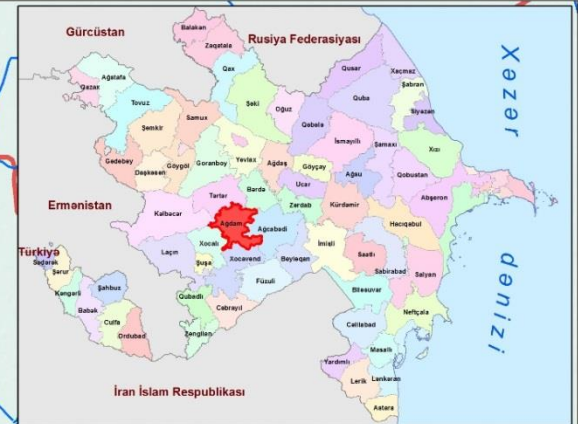 Gürcüstan
Rusiya Federasiyası
Balakan
Zaqatala
Qax
Ağstafa
Qazax
Tovuz
Şəki
Oğuz
Qusar
Xaçmaz
Şabran
Quba
Siyəzən
Xəzər
Samux
Şəmkir
Qəbələ
İsmayıllı
Şamaxı
Xızı
Gədəbəy
Daşkəsən
Göygöl
Goranboy
Yevlax
Ağdaş
Göyçay
Ağsu
Qobustan
Abşeron
Ucar
Bərdə
Tərtər
Zərdab
Kürdəmir
Hacıqabul
Ermənistan
Kəlbəcər
Ağdam
Ağcabədi
İmişli
Saatlı
Sabirabad
Salyan
Türkiyə
Sədərək
Şərur
Laçın
Xocalı
Şuşa
Xocavənd
Beyləqan
Kəngərli
Şahbuz
Babək
Culfa
Ordubad
Qubadlı
Füzuli
Cəbrayıl
Zəngilan
Biləsuvar
Neftçala
dənizi
Cəlilabad
Masallı
Yardımlı
Lerik
Lənkəran
Astara
İran İslam Respublikası